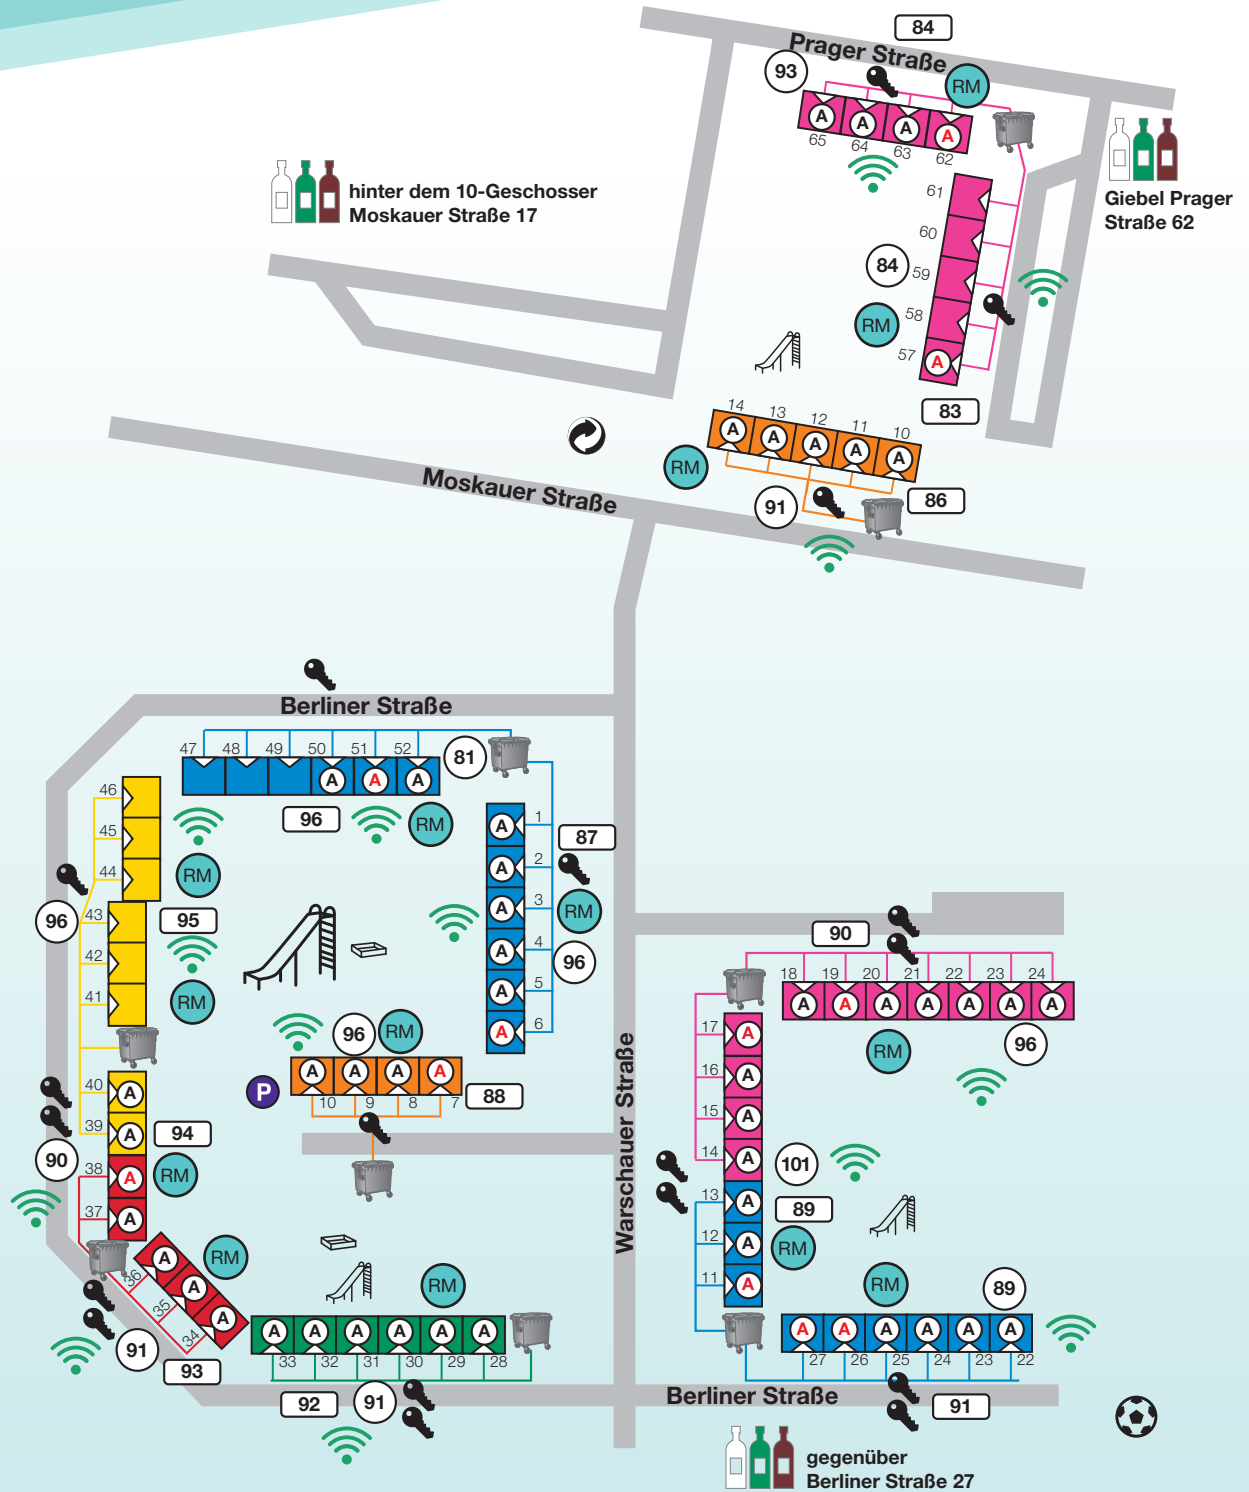 84
Prager Straße
93
RM
A A A A
65 64 63 62
hinter dem 10-Geschosser
Moskauer Straße 17
Giebel Prager
Straße 62
61
60
84
59
58
RM
57
A
83
14 13 12 11 10
A A A A A
RM
Moskauer Straße
91
86
Berliner Straße
47 48 49 50 51 52
A A A
81
96
RM
46
45
44
RM
96
43
95
42
41
RM
1
A
87
2
A
3
A
RM
4
A
96
5
A
6
A
96
RM
A A A A
P
10 9 8 7
88
40
A
39
A
94
90
38
A
RM
37
A
36
A
RM
35
A
34
A
91
93
RM
A A A A A A
33 32 31 30 29 28
92
91
Warschauer Straße
90
18 19 20 21 22 23 24
A A A A A A A
RM
96
17
A
16
A
15
A
14
A
101
13
A
89
12
A
RM
11
A
RM
89
A A A A A A
27 26 25 24 23 22
Berliner Straße
91
gegenüber
Berliner Straße 27